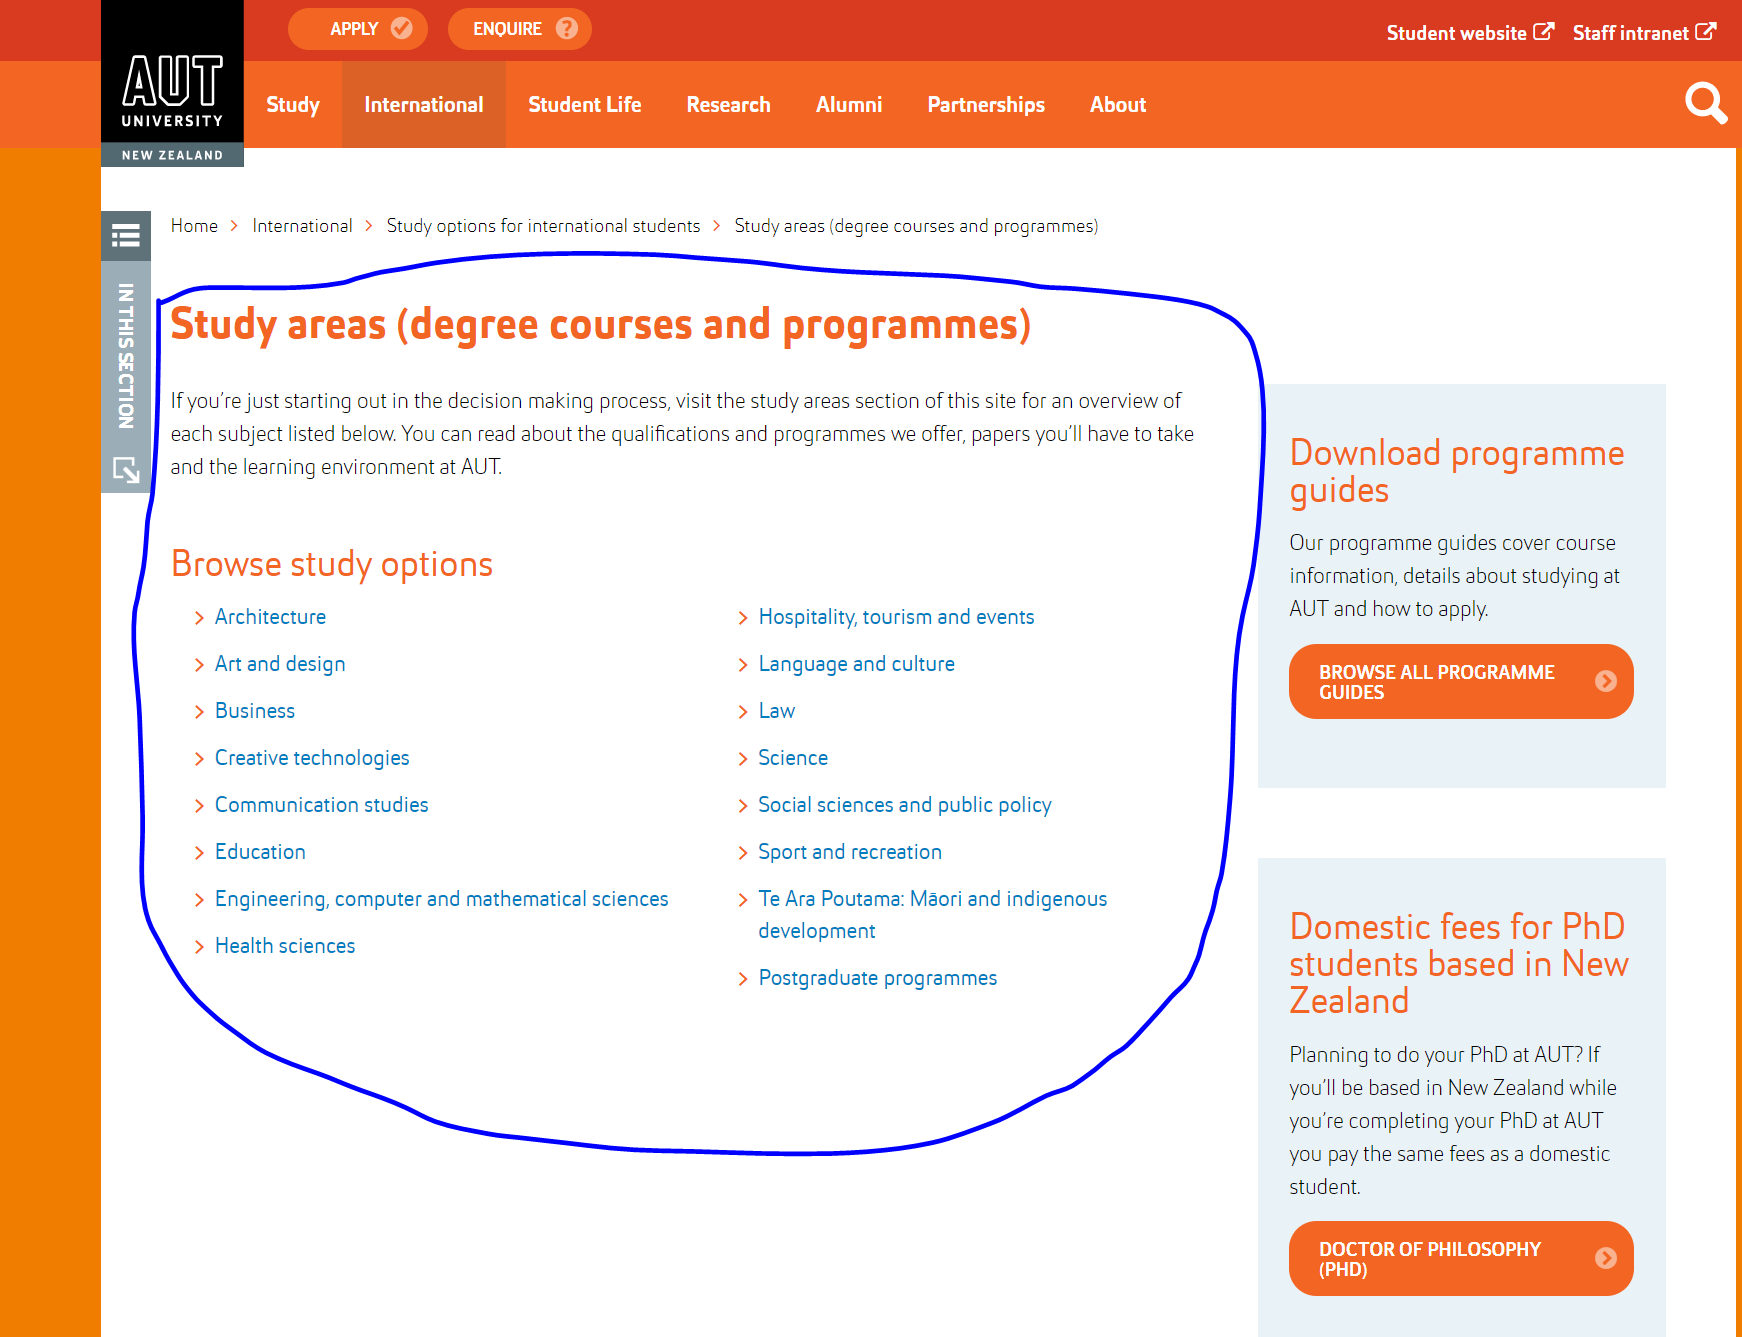 APPLY
ENQUIRE
Student website
Staff intranet
AUT
UNIVERSITY
NEW ZEALAND
Study
International
Student Life
Research
Alumni
Partnerships
About
Home > International > Study options for international students > Study areas (degree courses and programmes)
IN THIS SECTION
Study areas (degree courses and programmes)
If you're just starting out in the decision making process, visit the study areas section of this site for an overview of
each subject listed below. You can read about the qualifications and programmes we offer, papers you'll have to take
and the learning environment at AUT.
Browse study options
Architecture
Art and design
Business
Creative technologies
Communication studies
Education
Engineering, computer and mathematical sciences
Health sciences
Hospitality, tourism and events
Language and culture
Law
Science
Social sciences and public policy
Sport and recreation
Te Ara Poutama: Māori and indigenous
development
Postgraduate programmes
Download programme
guides
Our programme guides cover course
information, details about studying at
AUT and how to apply.
BROWSE ALL PROGRAMME
GUIDES
Domestic fees for PhD
students based in New
Zealand
Planning to do your PhD at AUT? If
you'll be based in New Zealand while
you're completing your PhD at AUT
you pay the same fees as a domestic
student.
DOCTOR OF PHILOSOPHY
(PHD)